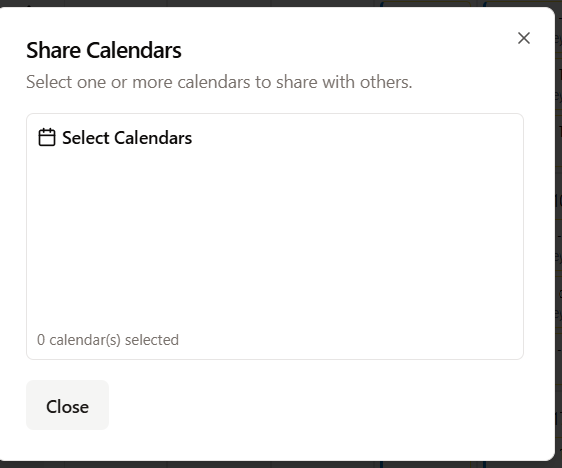 Share Calendars
Select one or more calendars to share with others.
Select Calendars
0 calendar(s) selected
Close